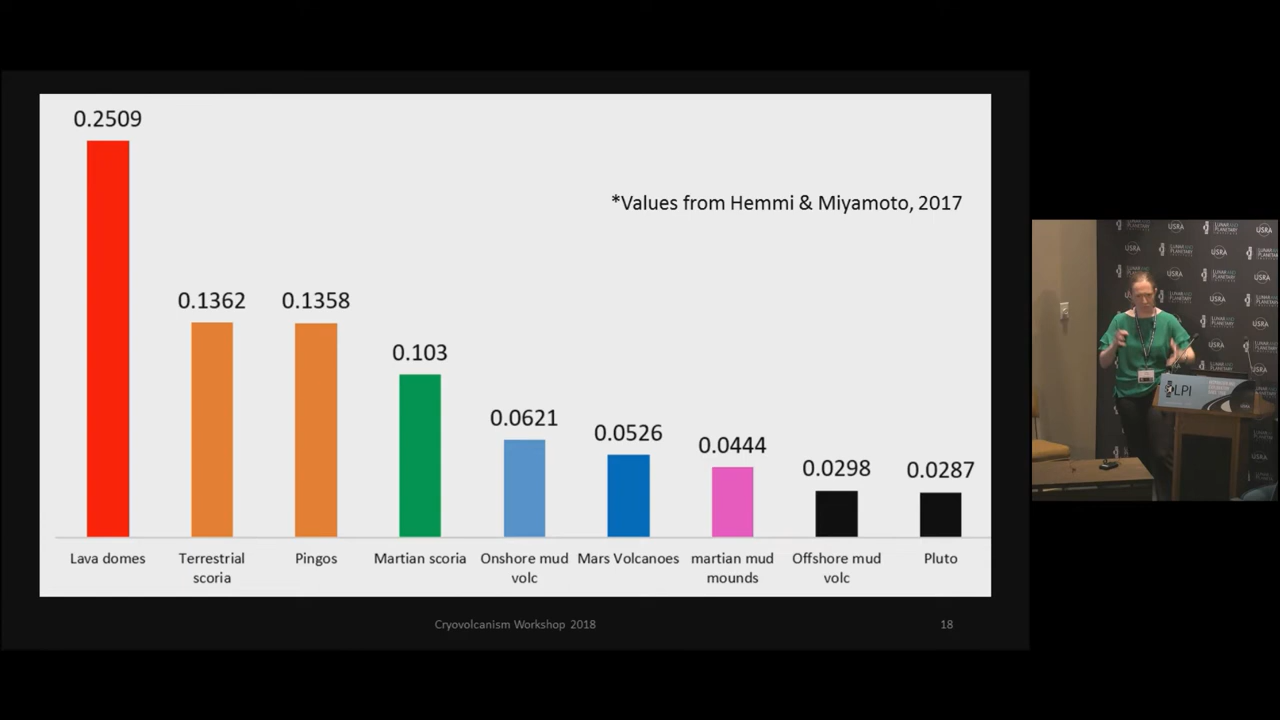 0.2509
*Values from Hemmi & Miyamoto, 2017
0.1362
0.1358
0.103
0.0621
0.0526
0.0444
0.0298
0.0287
Lava domes
Terrestrial
scoria
Pingos
Martian scoria
Onshore mud
volc
Mars Volcanoes
martian mud
mounds
Offshore mud
volc
Pluto
Cryovolcanism Workshop 2018
18
USRA
LPI